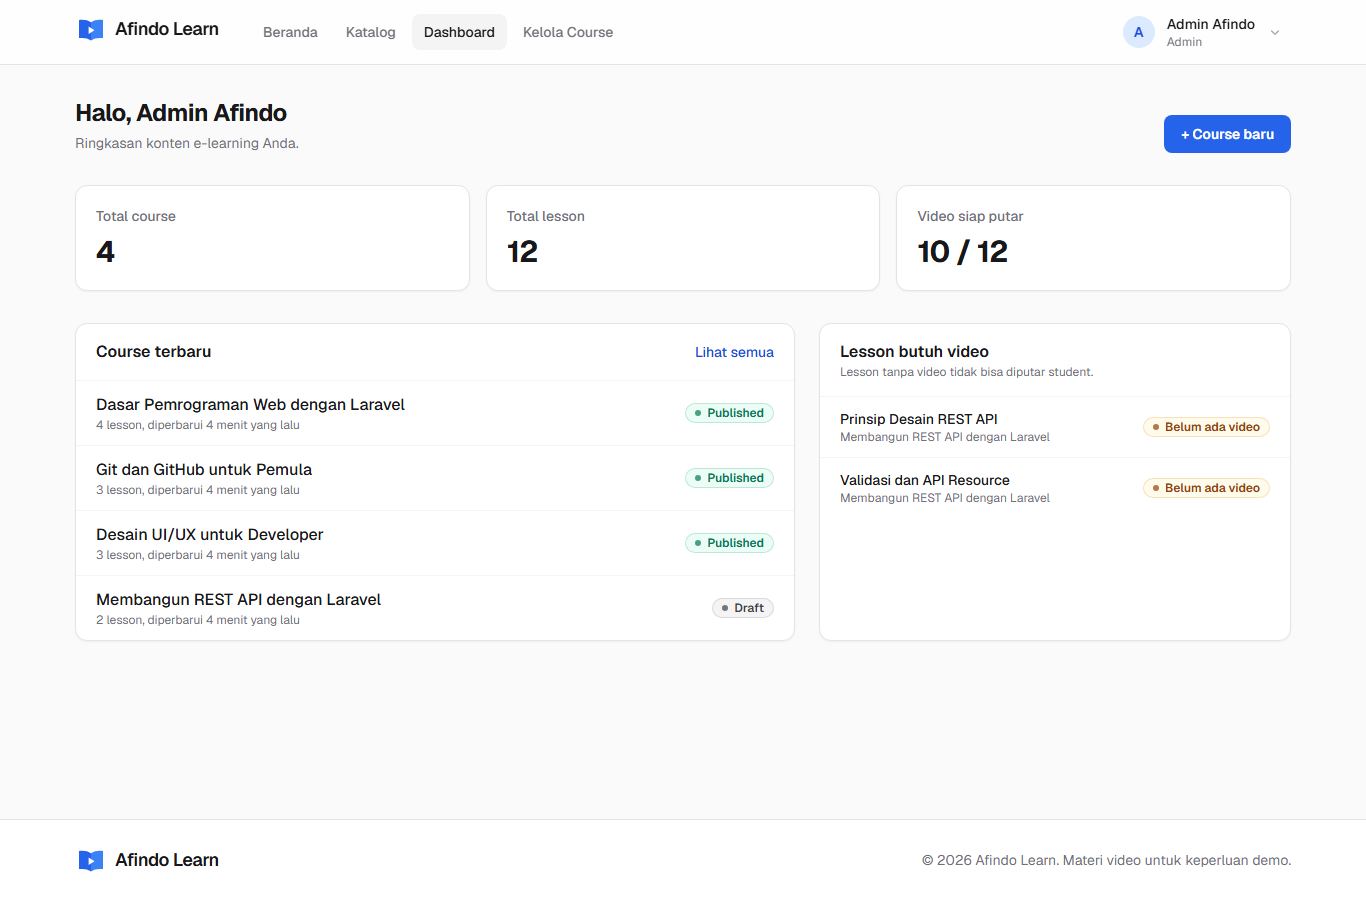 Afindo Learn
Beranda
Katalog
Dashboard
Kelola Course
A
Admin Afindo
Admin
Halo, Admin Afindo
Ringkasan konten e-learning Anda.
+ Course baru
Total course
4
Total lesson
12
Video siap putar
10 / 12
Course terbaru
Lihat semua
Dasar Pemrograman Web dengan Laravel
4 lesson, diperbarui 4 menit yang lalu
Published
Git dan GitHub untuk Pemula
3 lesson, diperbarui 4 menit yang lalu
Published
Desain UI/UX untuk Developer
3 lesson, diperbarui 4 menit yang lalu
Published
Membangun REST API dengan Laravel
2 lesson, diperbarui 4 menit yang lalu
Draft
Lesson butuh video
Lesson tanpa video tidak bisa diputar student.
Prinsip Desain REST API
Membangun REST API dengan Laravel
Belum ada video
Validasi dan API Resource
Membangun REST API dengan Laravel
Belum ada video
Afindo Learn
© 2026 Afindo Learn. Materi video untuk keperluan demo.